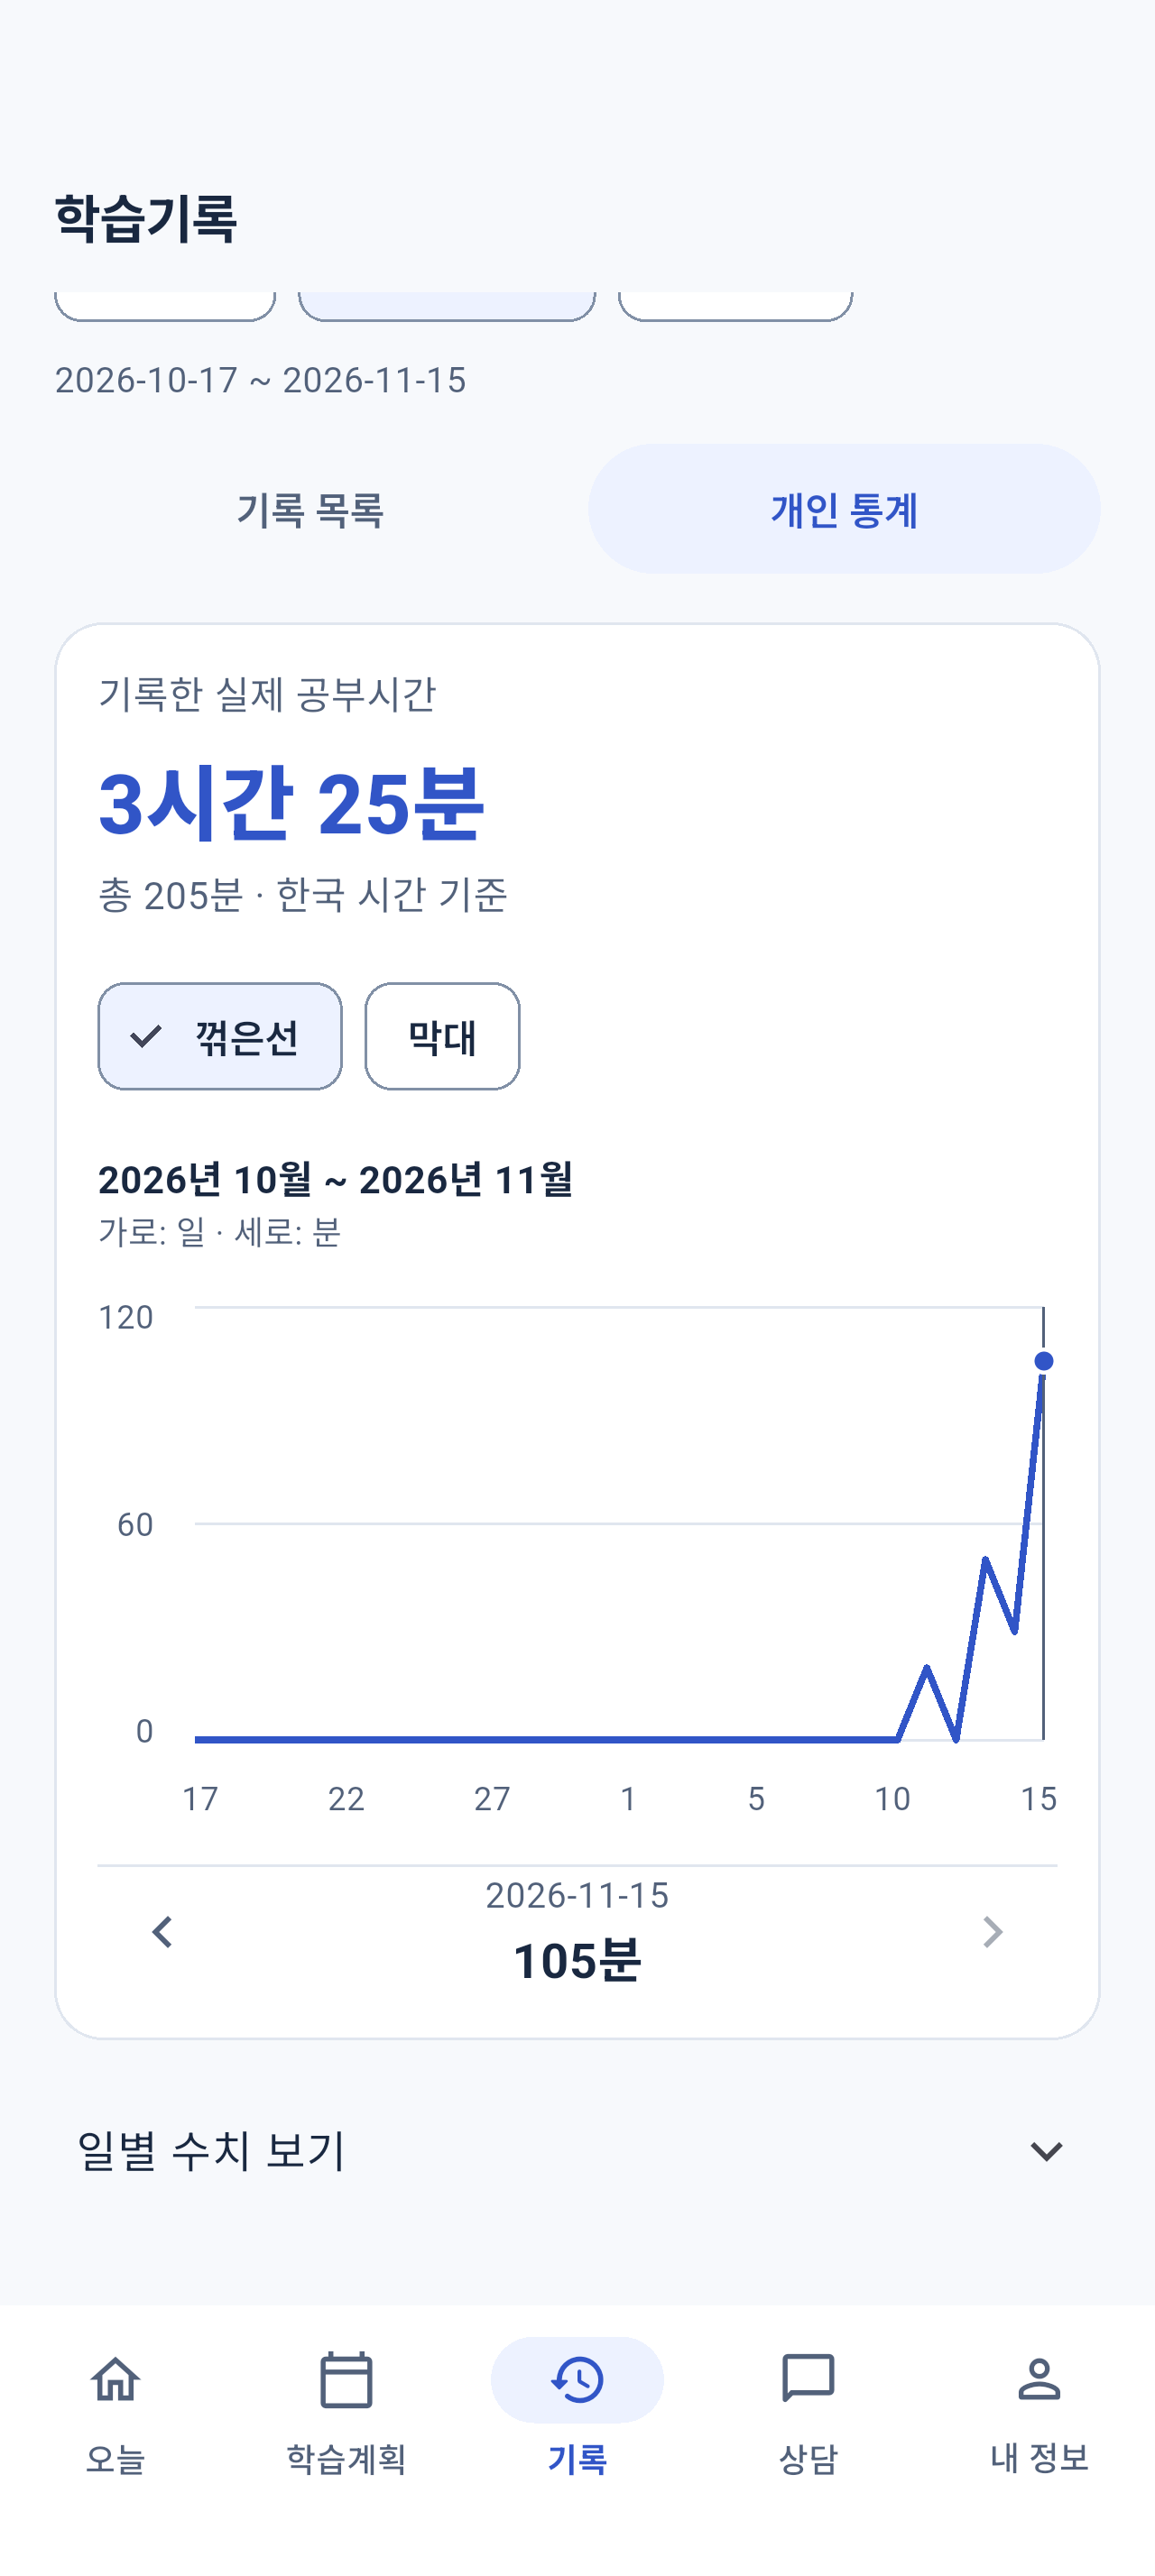 학습기록
2026-10-17 ~ 2026-11-15
기록 목록
개인 통계
기록한 실제 공부시간
3시간 25분
총 205분 · 한국 시간 기준
꺾은선
막대
2026년 10월 ~ 2026년 11월
가로: 일 · 세로: 분
120
60
0
17 22 27 1 5 10 15
2026-11-15
105분
일별 수치 보기
오늘
학습계획
기록
상담
내 정보